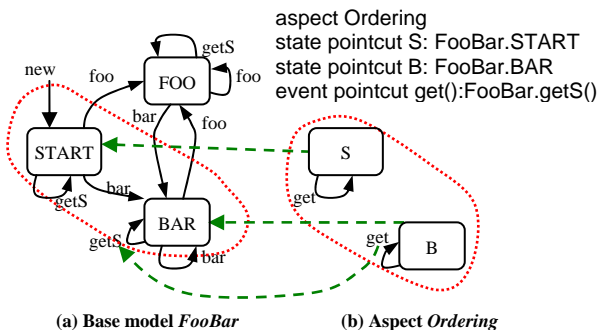 aspect Ordering
state pointcut S: FooBar.START
state pointcut B: FooBar.BAR
event pointcut get():FooBar.getS()
getS
new
foo
FOO
foo
bar
foo
START
S
getS
bar
get
BAR
getS
get
B
bar
(a) Base model FooBar
(b) Aspect Ordering